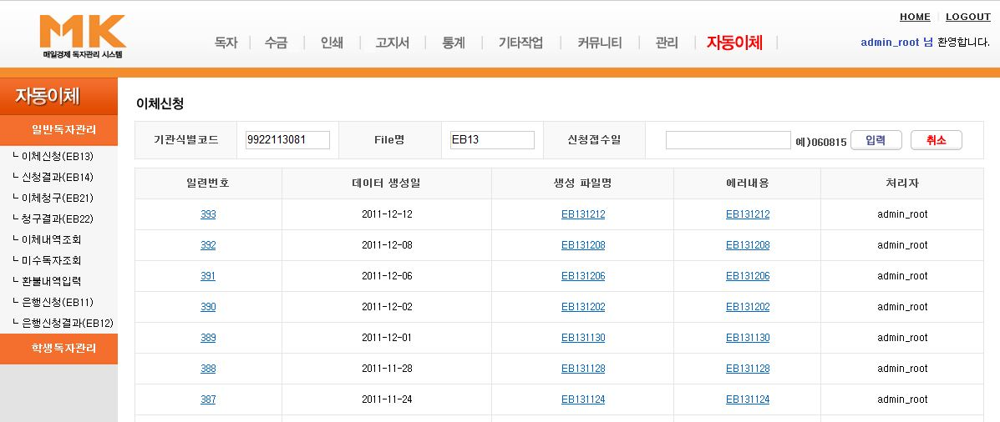 HOME LOGOUT
MK
매일경제 독자관리 시스템
독자 수금 인쇄 고지서 통계 기타작업 커뮤니티 관리 자동이체
admin_root 님 환영합니다.
자동이체
일반독자관리
└ 이체신청(EB13)
└ 신청결과(EB14)
└ 이체청구(EB21)
└ 청구결과(EB22)
└ 이체내역조회
└ 미수독자조회
└ 환불내역입력
└ 은행신청(EB11)
└ 은행신청결과(EB12)
학생독자관리
이체신청
기관식별코드 9922113081 File명 EB13 신청접수일 예)060815 입력 취소
일련번호 데이터 생성일 생성 파일명 에러내용 처리자
393 2011-12-12 EB131212 EB131212 admin_root
392 2011-12-08 EB131208 EB131208 admin_root
391 2011-12-06 EB131206 EB131206 admin_root
390 2011-12-02 EB131202 EB131202 admin_root
389 2011-12-01 EB131130 EB131130 admin_root
388 2011-11-28 EB131128 EB131128 admin_root
387 2011-11-24 EB131124 EB131124 admin_root